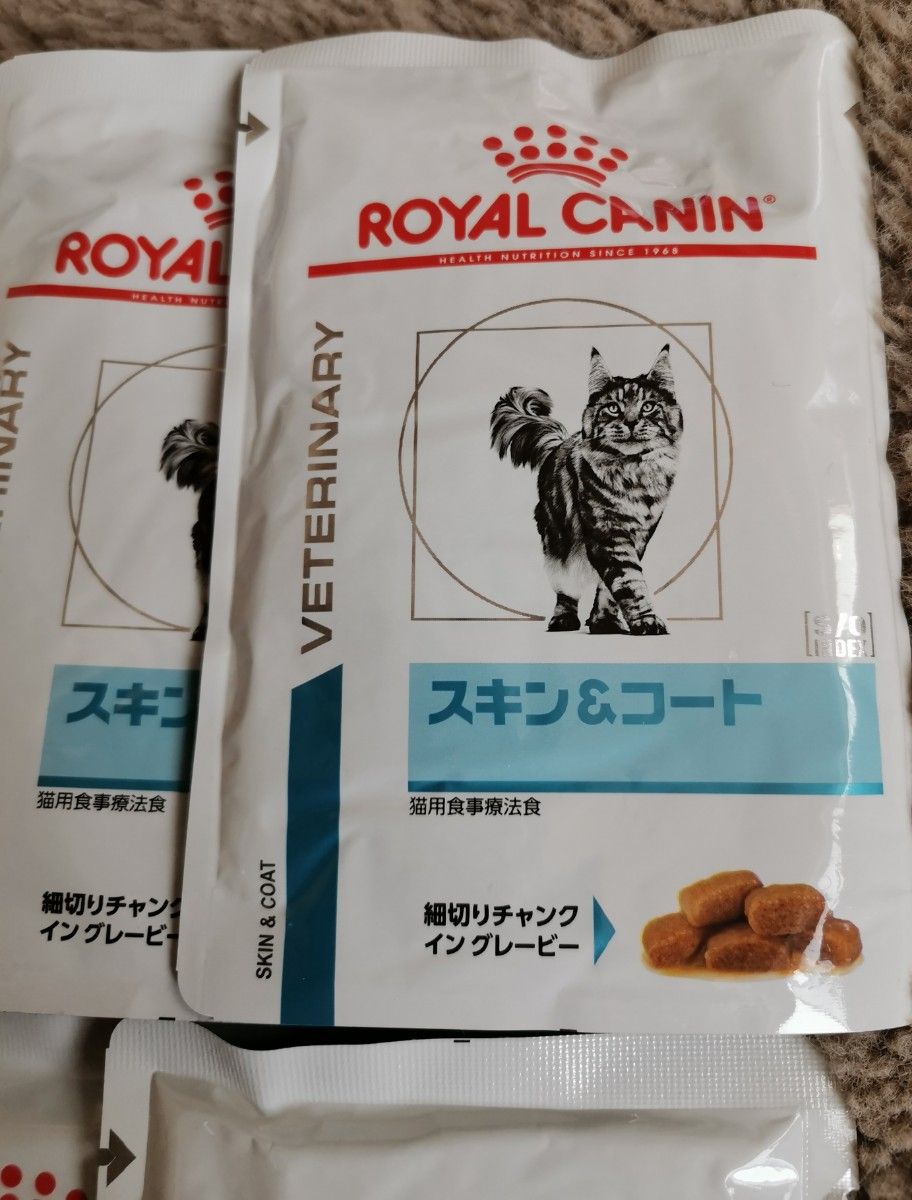 ROYAL CANIN®
HEALTH NUTRITION SINCE 1968
VETERINARY
スキン&コート
猫用食事療法食
細切りチャンク
イン グレービー
SKIN & COAT
ROYAL
HEALTH NUTR
スキン
猫用食事療法食
細切りチャンク
イン グレービー